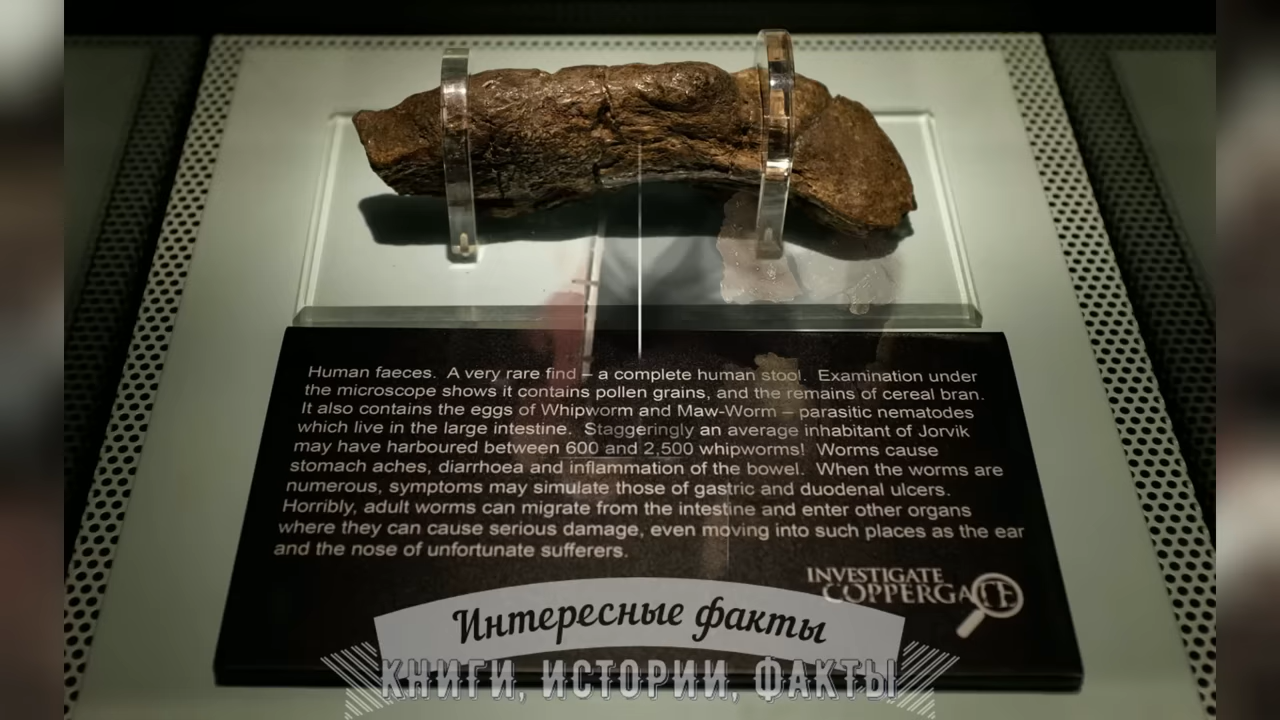 Human faeces. A very rare find – a complete human stool. Examination under
the microscope shows it contains pollen grains, and the remains of cereal bran.
It also contains the eggs of Whipworm and Maw-Worm – parasitic nematodes
which live in the large intestine. Staggeringly an average inhabitant of Jorvik
may have harboured between 600 and 2,500 whipworms! Worms cause
stomach aches, diarrhoea and inflammation of the bowel. When the worms are
numerous, symptoms may simulate those of gastric and duodenal ulcers.
Horribly, adult worms can migrate from the intestine and enter other organs
where they can cause serious damage, even moving into such places as the ear
and the nose of unfortunate sufferers.
INVESTIGATE
COPPERGATE
Интересные факты
КНИГИ, ИСТОРИИ, ФАКТЫ